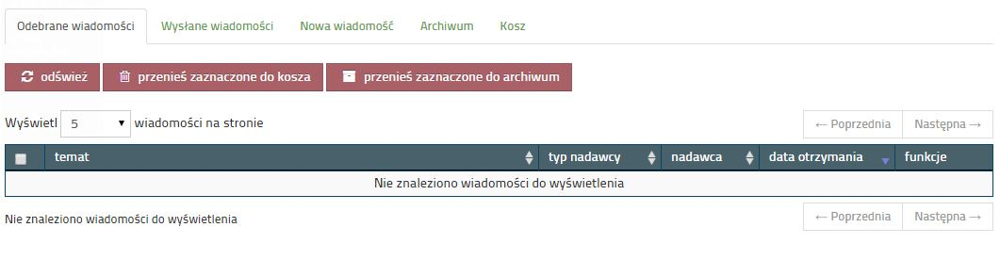 Odebrane wiadomości Wysłane wiadomości Nowa wiadomość Archiwum Kosz
odśwież przenieś zaznaczone do kosza przenieś zaznaczone do archiwum
Wyświetl 5 wiadomości na stronie ← Poprzednia Następna →
temat typ nadawcy nadawca data otrzymania funkcje
Nie znaleziono wiadomości do wyświetlenia
Nie znaleziono wiadomości do wyświetlenia ← Poprzednia Następna →